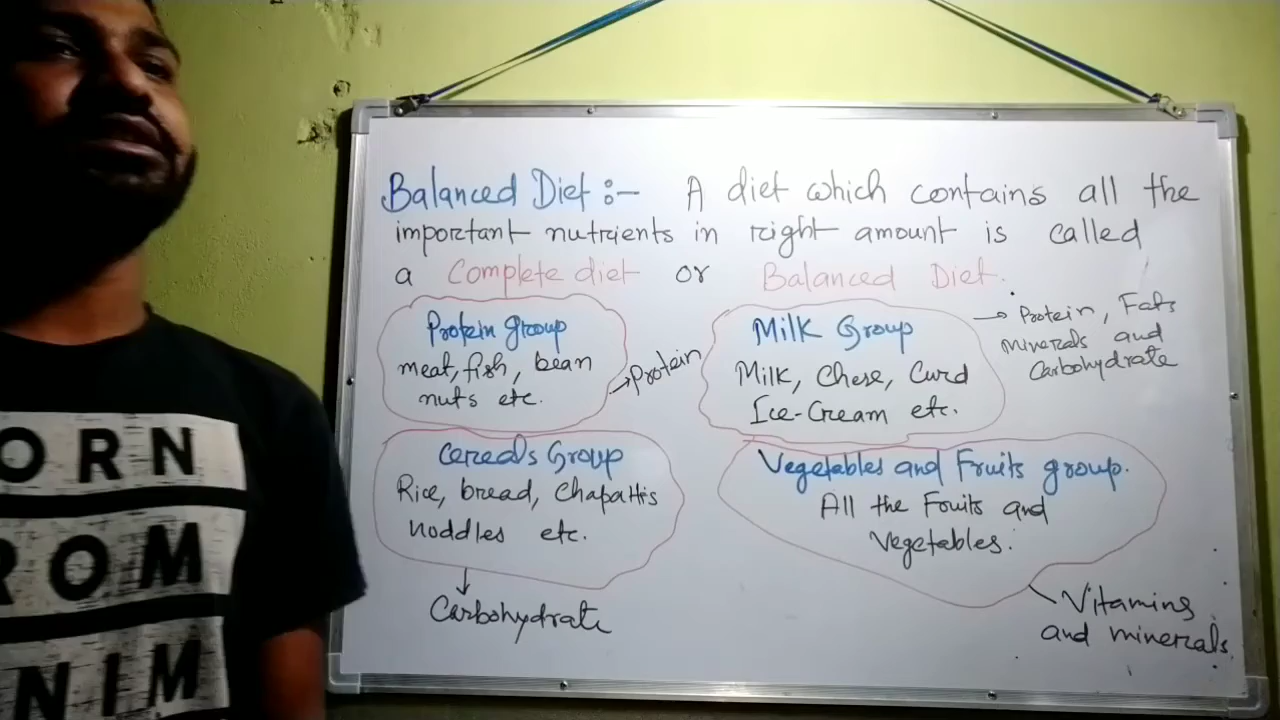 Balanced Diet :- A diet which contains all the
important nutrients in right amount is called
a Complete diet or Balanced Diet.
Protein group
meat, fish, bean
nuts etc.
→Protein
Milk Group
Milk, Chese, Curd
Ice-Cream etc.
→ Protein, Fats
minerals and
Carbohydrate
Cereals Group
Rice, bread, Chapattis
Noddles etc.
Carbohydrate
Vegetables and Fruits group.
All the Fruits and
Vegetables.
Vitamins
and minerals.
ORN
ROM
NIM